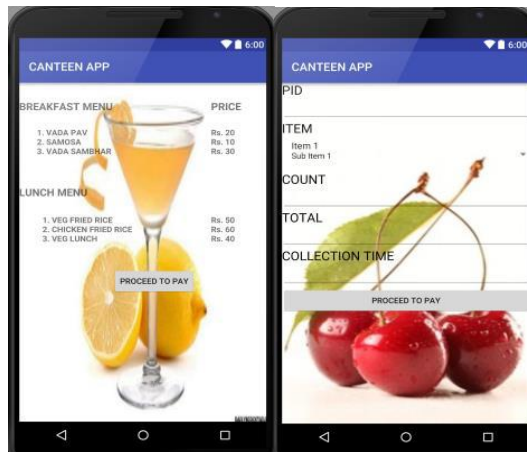 6:00
CANTEEN APP
BREAKFAST MENU PRICE
1. VADA PAV Rs. 20
2. SAMOSA Rs. 10
3. VADA SAMBHAR Rs. 30
LUNCH MENU
1. VEG FRIED RICE Rs. 50
2. CHICKEN FRIED RICE Rs. 60
3. VEG LUNCH Rs. 40
PROCEED TO PAY
6:00
CANTEEN APP
PID
ITEM
Item 1
Sub Item 1
COUNT
TOTAL
COLLECTION TIME
PROCEED TO PAY